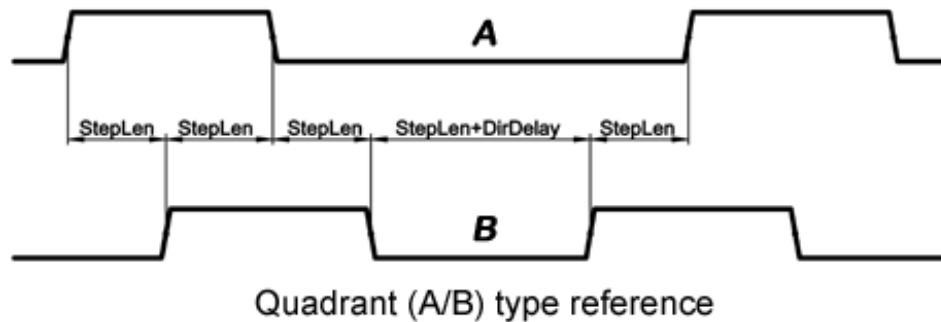 A
StepLen StepLen StepLen StepLen+DirDelay StepLen
B
Quadrant (A/B) type reference